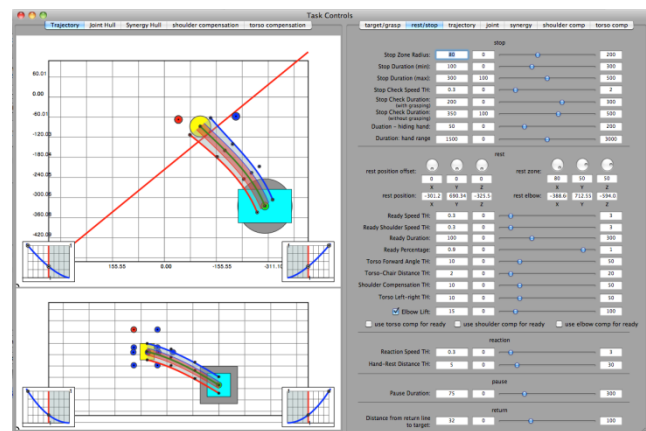 Task Controls
Trajectory Joint Hull Synergy Hull shoulder compensation torso compensation
target/grasp rest/stop trajectory joint synergy shoulder comp torso comp
60.01
0.00
-60.01
-120.03
-180.04
-240.05
-300.06
-360.08
-420.09
155.55 0.00 -155.55 -311.10
stop
Stop Zone Radius: 80 0 200
Stop Duration (min): 100 0 300
Stop Duration (max): 300 100 500
Stop Check Speed TH: 0.3 0 2
Stop Check Duration: (with grasping) 200 0 300
Stop Check Duration: (without grasping) 350 100 500
Duation - hiding hand: 50 0 200
Duration hand range 1500 0 3000
rest
rest position offset: 0 0 0 rest zone: 80 50 50
X Y Z X Y Z
rest position: -301.2 690.34 -325.5 rest elbow: -388.6 712.55 -394.0
X Y Z X Y Z
Ready Speed TH: 0.3 0 3
Ready Shoulder Speed TH: 0.3 0 3
Ready Duration: 100 0 300
Ready Percentage: 0.8 0 1
Torso Forward Angle TH: 10 0 50
Torso-Chair Distance TH: 2 0 20
Shoulder Compensation TH: 10 0 50
Torso Left-right TH: 10 0 50
Elbow Lift: 15 0 100
use torso comp for ready use shoulder comp for ready use elbow comp for ready
reaction
Reaction Speed TH: 0.3 0 3
Hand-Rest Distance TH: 5 0 30
pause
Pause Duration: 75 0 300
return
Distance from return line to target: 32 0 100